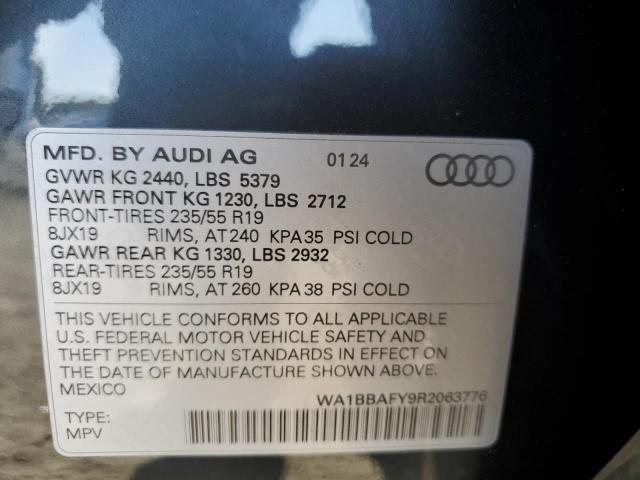 MFD. BY AUDI AG 01 24
GVWR KG 2440, LBS 5379
GAWR FRONT KG 1230, LBS 2712
FRONT-TIRES 235/55 R19
8JX19 RIMS, AT 240 KPA 35 PSI COLD
GAWR REAR KG 1330, LBS 2932
REAR-TIRES 235/55 R19
8JX19 RIMS, AT 260 KPA 38 PSI COLD
THIS VEHICLE CONFORMS TO ALL APPLICABLE
U.S. FEDERAL MOTOR VEHICLE SAFETY AND
THEFT PREVENTION STANDARDS IN EFFECT ON
THE DATE OF MANUFACTURE SHOWN ABOVE.
MEXICO WA1BBAFY9R2063776
TYPE:
MPV